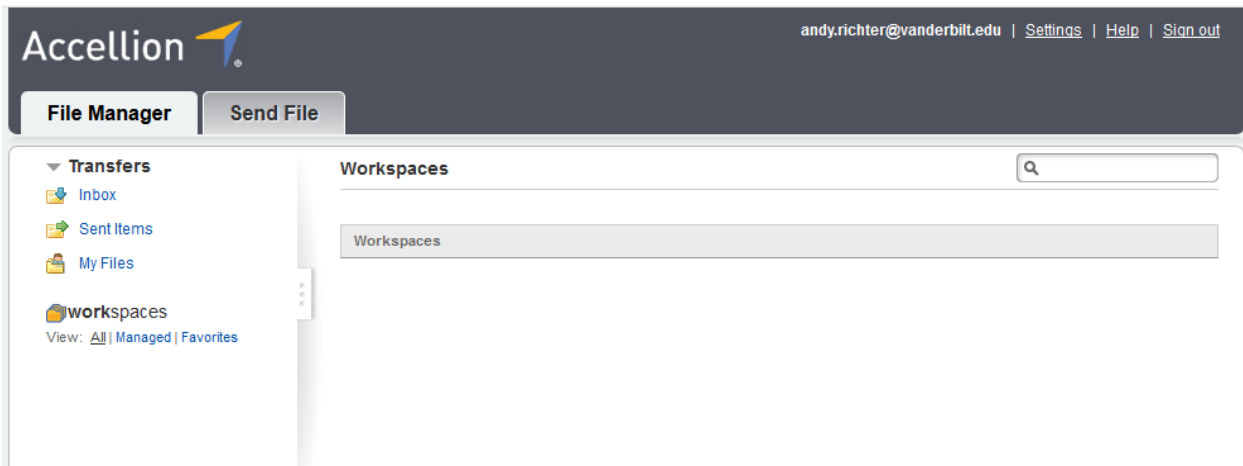 Accellion ®
andy.richter@vanderbilt.edu | Settings | Help | Sign out
File Manager
Send File
Transfers
Inbox
Sent Items
My Files
workspaces
View: All | Managed | Favorites
Workspaces
Workspaces